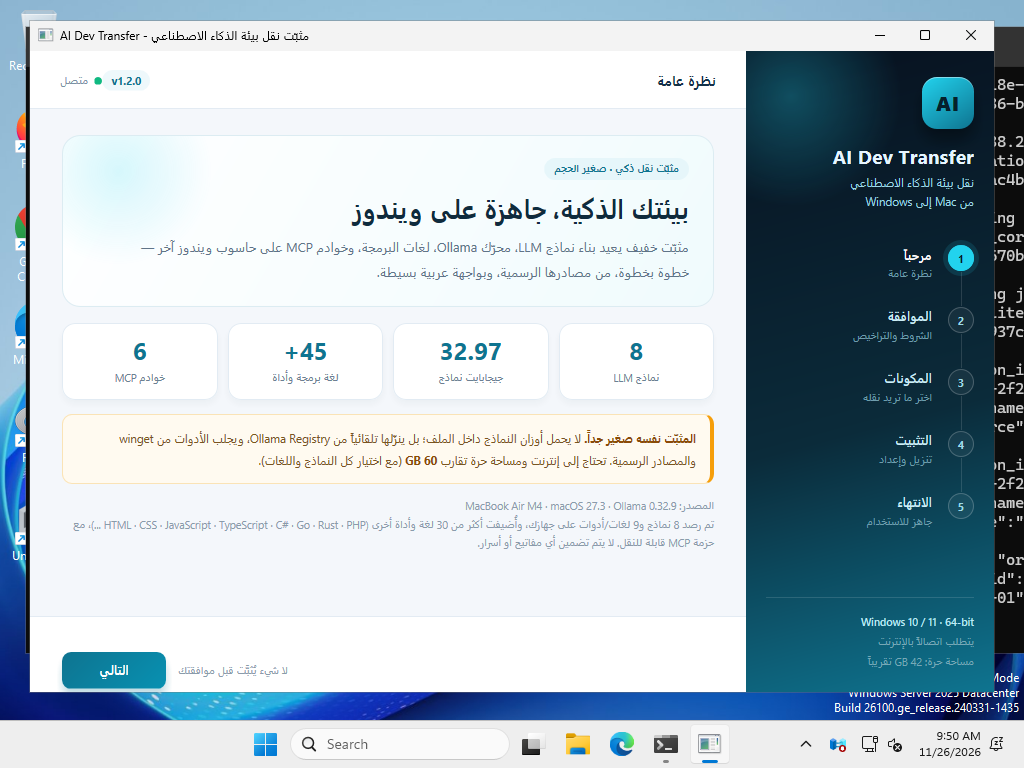 AI Dev Transfer - مثبّت نقل بيئة الذكاء الاصطناعي
نظرة عامة
v1.2.0
متصل
AI
AI Dev Transfer
نقل بيئة الذكاء الاصطناعي
من Mac إلى Windows
1
مرحباً
نظرة عامة
2
الموافقة
الشروط والتراخيص
3
المكونات
اختر ما تريد نقله
4
التثبيت
تنزيل وإعداد
5
الانتهاء
جاهز للاستخدام
Windows 10 / 11 · 64-bit
يتطلب اتصالاً بالإنترنت
مساحة حرة: 42 GB تقريباً
مثبّت نقل ذكي · صغير الحجم
بيئتك الذكية، جاهزة على ويندوز
مثبّت خفيف يعيد بناء نماذج LLM، محرّك Ollama، لغات البرمجة، وخوادم MCP على حاسوب ويندوز آخر —
خطوة بخطوة، من مصادرها الرسمية، وبواجهة عربية بسيطة.
8
نماذج LLM
32.97
جيجابايت نماذج
45+
لغة برمجة وأداة
6
خوادم MCP
المثبّت نفسه صغير جداً. لا يحمل أوزان النماذج داخل الملف؛ بل ينزّلها تلقائياً من Ollama Registry، ويجلب الأدوات من winget
والمصادر الرسمية. تحتاج إلى إنترنت ومساحة حرة تقارب 60 GB (مع اختيار كل النماذج واللغات).
المصدر: MacBook Air M4 · macOS 27.3 · Ollama 0.32.9
تم رصد 8 نماذج و9 لغات/أدوات على جهازك، وأُضيفت أكثر من 30 لغة وأداة أخرى (HTML · CSS · JavaScript · TypeScript · C# · Go · Rust · PHP ...)، مع
حزمة MCP قابلة للنقل. لا يتم تضمين أي مفاتيح أو أسرار.
التالي
لا شيء يُثبَّت قبل موافقتك
Windows Server 2025 Datacenter
Build 26100.ge_release.240331-1435
Search
9:50 AM
11/26/2026